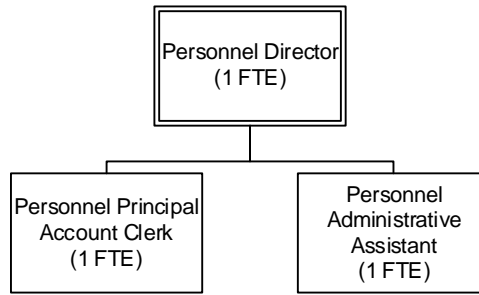 Personnel Director
(1 FTE)
Personnel Principal
Account Clerk
(1 FTE)
Personnel
Administrative
Assistant
(1 FTE)